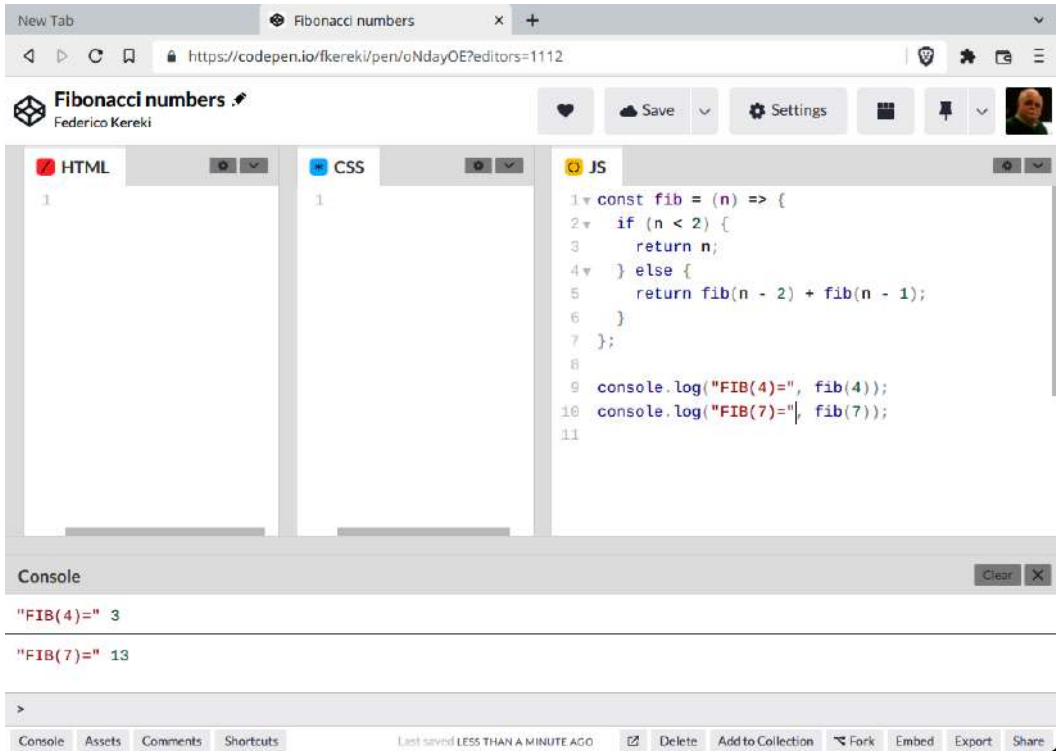 New Tab
Fibonacci numbers
https://codepen.io/fkereki/pen/oNdayOE?editors=1112
Fibonacci numbers
Federico Kereki
Save
Settings
HTML
CSS
JS
1
1
1 const fib = (n) => {
2 if (n < 2) {
3 return n;
4 } else {
5 return fib(n - 2) + fib(n - 1);
6 }
7 };
8
9 console.log("FIB(4)=", fib(4));
10 console.log("FIB(7)=", fib(7));
11
Console
Clear
"FIB(4)=" 3
"FIB(7)=" 13
>
Console Assets Comments Shortcuts Last saved LESS THAN A MINUTE AGO Delete Add to Collection Fork Embed Export Share